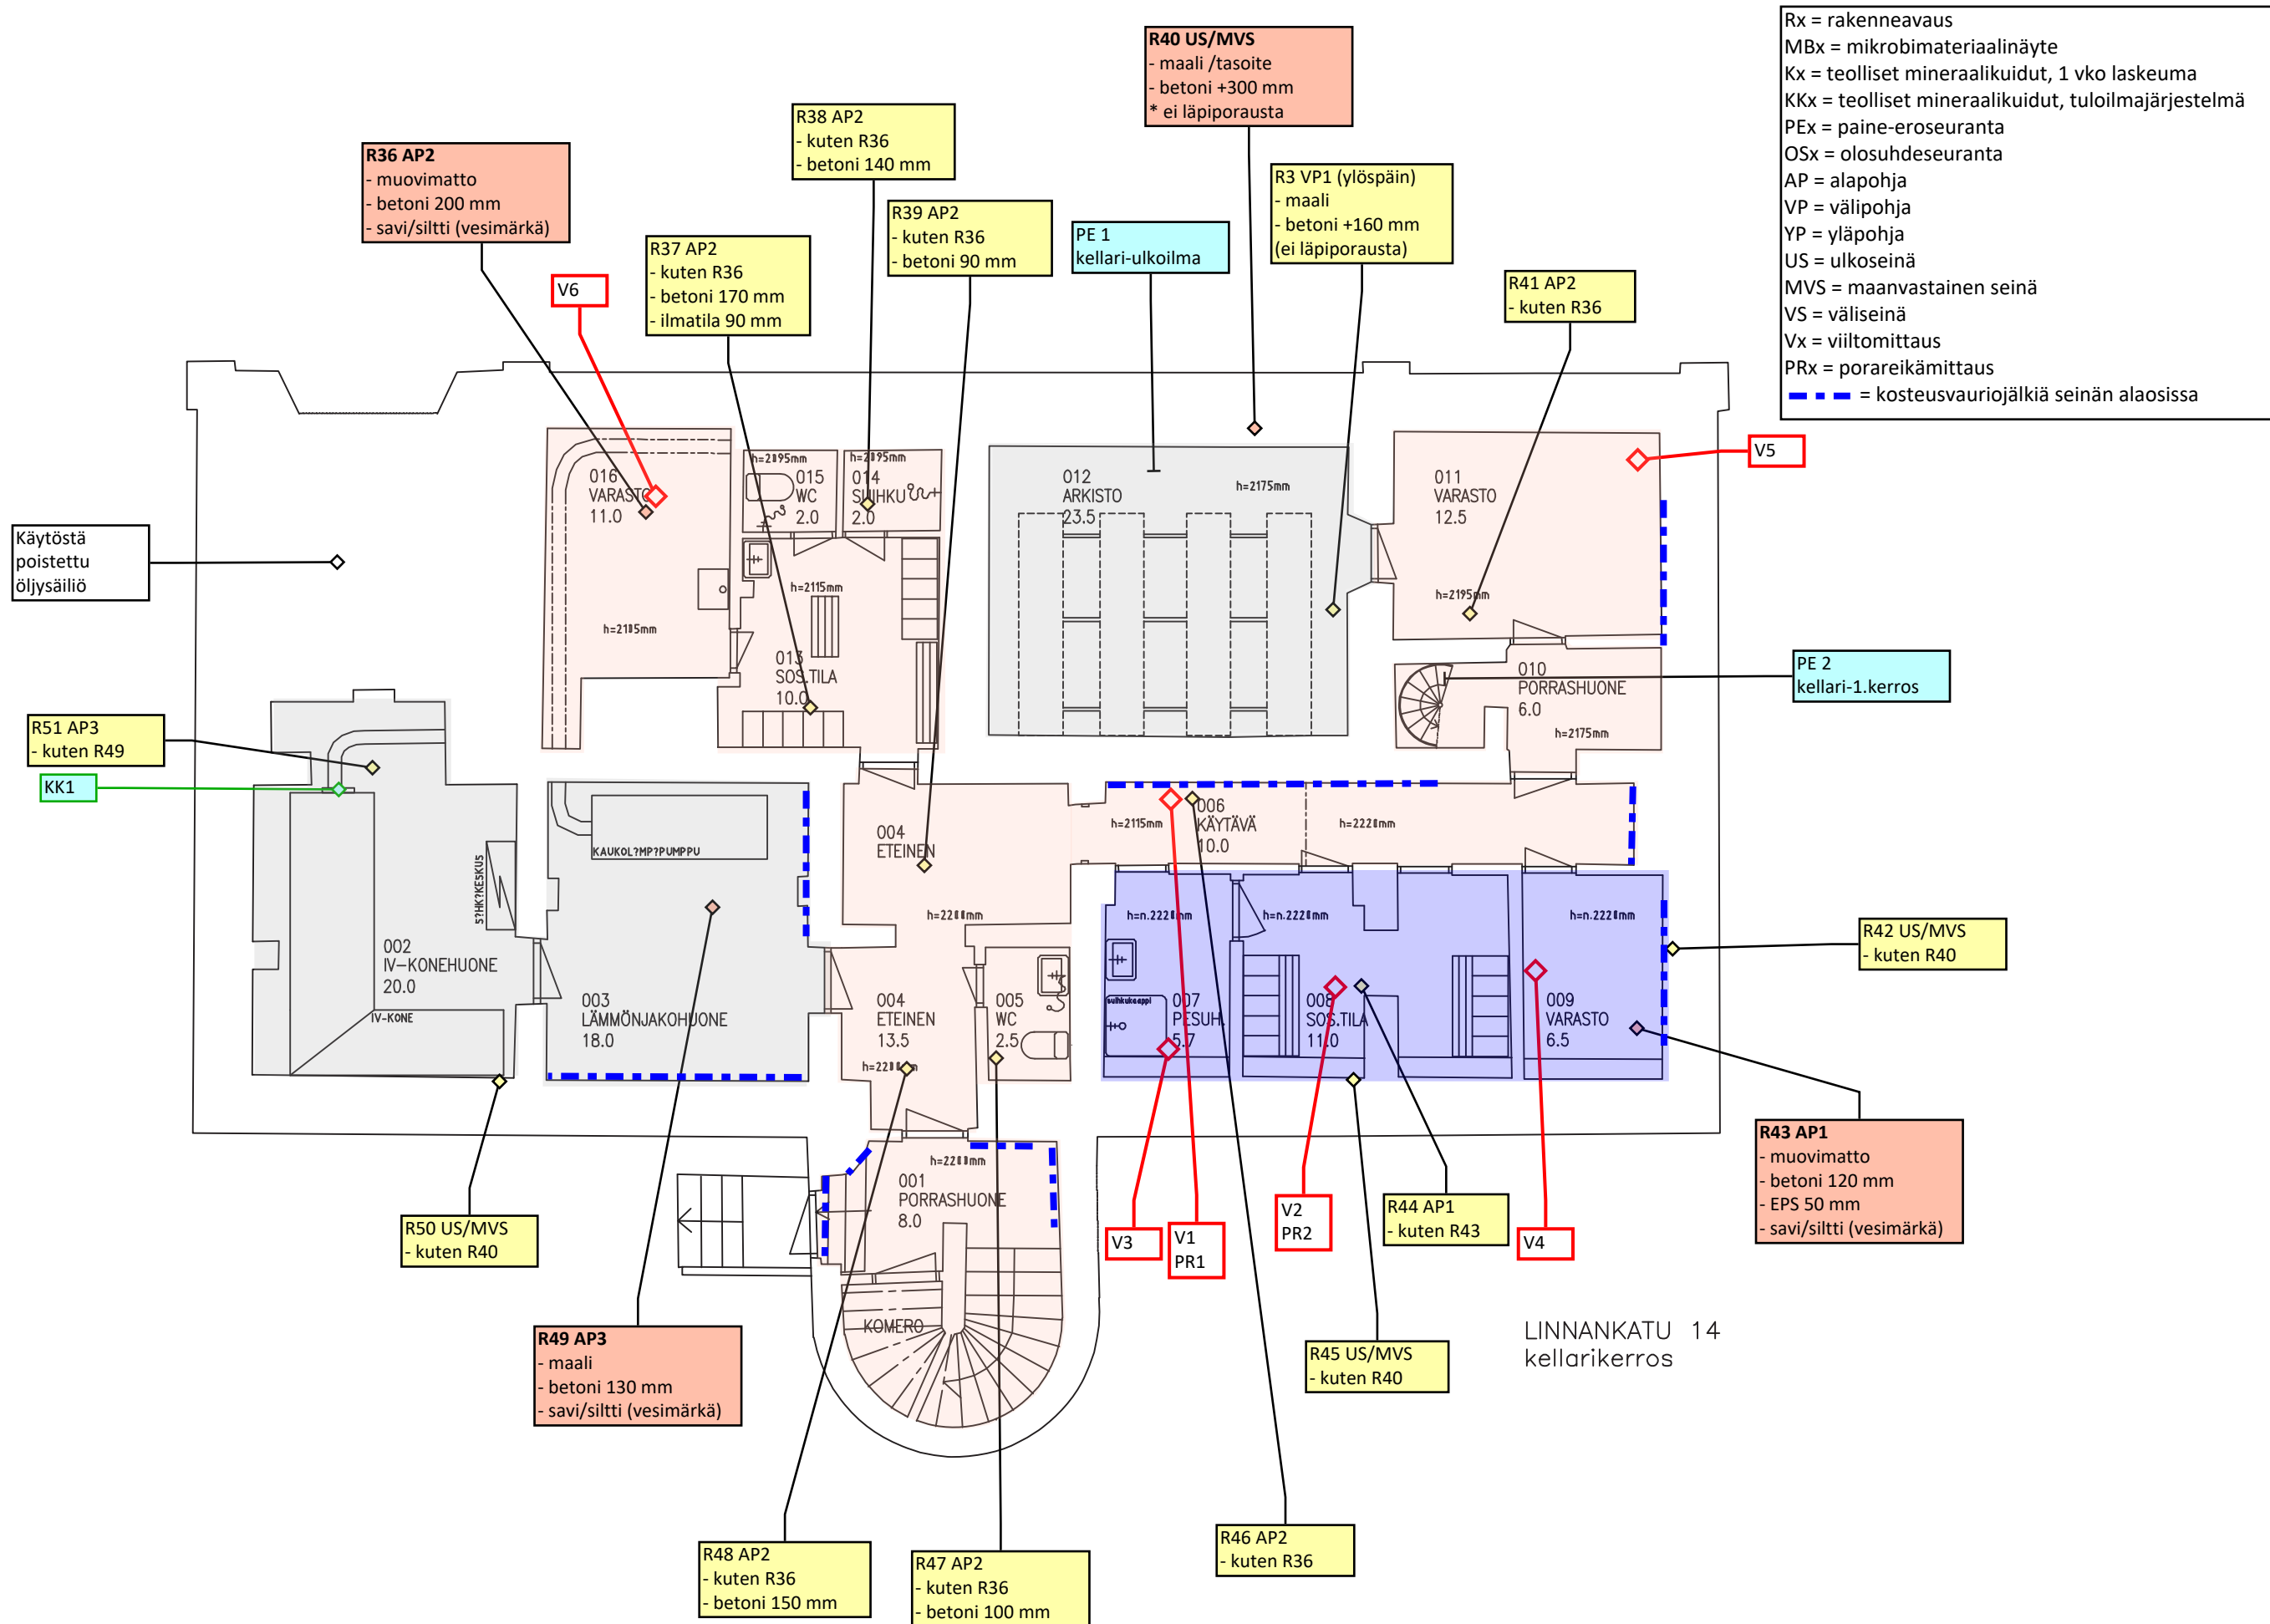 Rx = rakenneavaus
MBx = mikrobimateriaalinäyte
Kx = teolliset mineraalikuidut, 1 vko laskeuma
KKx = teolliset mineraalikuidut, tuloilmajärjestelmä
PEx = paine-eroseuranta
OSx = olosuhdeseuranta
AP = alapohja
VP = välipohja
YP = yläpohja
US = ulkoseinä
MVS = maanvastainen seinä
VS = väliseinä
Vx = viiltomittaus
PRx = porareikämittaus
= kosteusvauriojälkiä seinän alaosissa
R40 US/MVS
- maali /tasoite
- betoni +300 mm
* ei läpiporausta
R38 AP2
- kuten R36
- betoni 140 mm
R36 AP2
- muovimatto
- betoni 200 mm
- savi/siltti (vesimärkä)
R3 VP1 (ylöspäin)
- maali
- betoni +160 mm
(ei läpiporausta)
R39 AP2
- kuten R36
- betoni 90 mm
PE 1
kellari-ulkoilma
R37 AP2
- kuten R36
- betoni 170 mm
- ilmatila 90 mm
V6
R41 AP2
- kuten R36
V5
016
VARASTO
11.0
015
WC
2.0
014
SUIHKU
2.0
012
ARKISTO
23.5
h=2175mm
011
VARASTO
12.5
h=2195mm
Käytöstä
poistettu
öljysäiliö
h=2115mm
013
SOS.TILA
10.0
010
PORRASHUONE
6.0
h=2175mm
PE 2
kellari-1.kerros
R51 AP3
- kuten R49
KK1
KAUKOL?MP?PUMPPU
S?HK?KESKUS
004
ETEINEN
h=2115mm
006
KÄYTÄVÄ
10.0
002
IV-KONEHUONE
20.0
IV-KONE
003
LÄMMÖNJAKOHUONE
18.0
004
ETEINEN
13.5
005
WC
2.5
suihkukaappi
007
PESUH.
5.7
008
SOS.TILA
11.0
009
VARASTO
6.5
R42 US/MVS
- kuten R40
R43 AP1
- muovimatto
- betoni 120 mm
- EPS 50 mm
- savi/siltti (vesimärkä)
001
PORRASHUONE
8.0
KOMERO
R50 US/MVS
- kuten R40
V3
V1
PR1
V2
PR2
R44 AP1
- kuten R43
V4
R49 AP3
- maali
- betoni 130 mm
- savi/siltti (vesimärkä)
R45 US/MVS
- kuten R40
LINNANKATU 14
kellarikerros
R48 AP2
- kuten R36
- betoni 150 mm
R47 AP2
- kuten R36
- betoni 100 mm
R46 AP2
- kuten R36